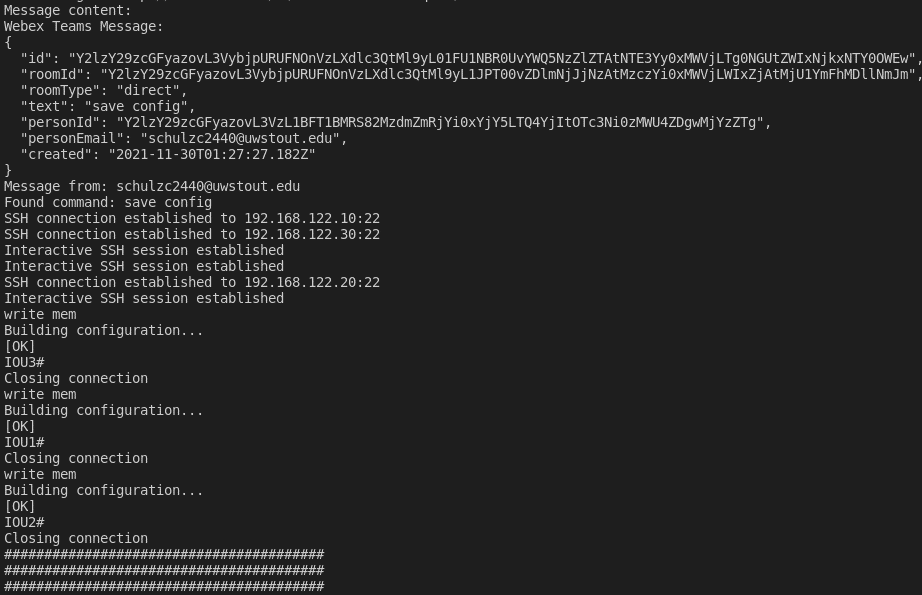 Message content:
Webex Teams Message:
{
  "id": "Y2lzY29zcGFyazovL3VybjpURUFNOnVzLXdlc3QtMl9yL01FU1NBR0UvYWQ5NzZlZTAtNTE3Yy0xMWVjLTg0NGUtZWIxNjkxNTY0OWEw",
  "roomId": "Y2lzY29zcGFyazovL3VybjpURUFNOnVzLXdlc3QtMl9yL1JPT00vZDlmNjJjNzAtMzczYi0xMWVjLWIxZjAtMjU1YmFhMDllNmJm",
  "roomType": "direct",
  "text": "save config",
  "personId": "Y2lzY29zcGFyazovL3VzL1BFT1BMRS82MzdmZmRjYi0xYjY5LTQ4YjItOTc3Ni0zMWU4ZDgwMjYzZTg",
  "personEmail": "schulzc2440@uwstout.edu",
  "created": "2021-11-30T01:27:27.182Z"
}
Message from: schulzc2440@uwstout.edu
Found command: save config
SSH connection established to 192.168.122.10:22
SSH connection established to 192.168.122.30:22
Interactive SSH session established
Interactive SSH session established
SSH connection established to 192.168.122.20:22
Interactive SSH session established
write mem
Building configuration...
[OK]
IOU3#
Closing connection
write mem
Building configuration...
[OK]
IOU1#
Closing connection
write mem
Building configuration...
[OK]
IOU2#
Closing connection
########################################
########################################
########################################